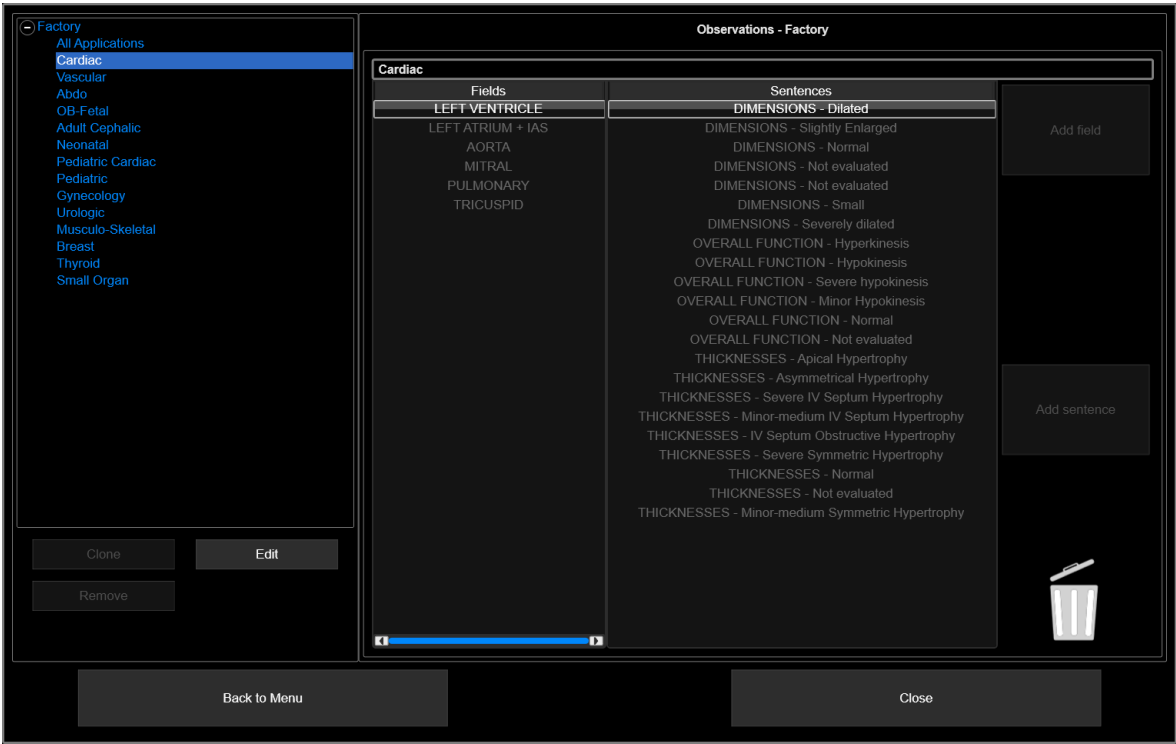 Factory
All Applications
Cardiac
Vascular
Abdo
OB-Fetal
Adult Cephalic
Neonatal
Pediatric Cardiac
Pediatric
Gynecology
Urologic
Musculo-Skeletal
Breast
Thyroid
Small Organ
Clone
Edit
Remove
Observations - Factory
Cardiac
Fields
LEFT VENTRICLE
LEFT ATRIUM + IAS
AORTA
MITRAL
PULMONARY
TRICUSPID
Sentences
DIMENSIONS - Dilated
DIMENSIONS - Slightly Enlarged
DIMENSIONS - Normal
DIMENSIONS - Not evaluated
DIMENSIONS - Not evaluated
DIMENSIONS - Small
DIMENSIONS - Severely dilated
OVERALL FUNCTION - Hyperkinesis
OVERALL FUNCTION - Hypokinesis
OVERALL FUNCTION - Severe hypokinesis
OVERALL FUNCTION - Minor Hypokinesis
OVERALL FUNCTION - Normal
OVERALL FUNCTION - Not evaluated
THICKNESSES - Apical Hypertrophy
THICKNESSES - Asymmetrical Hypertrophy
THICKNESSES - Severe IV Septum Hypertrophy
THICKNESSES - Minor-medium IV Septum Hypertrophy
THICKNESSES - IV Septum Obstructive Hypertrophy
THICKNESSES - Severe Symmetric Hypertrophy
THICKNESSES - Normal
THICKNESSES - Not evaluated
THICKNESSES - Minor-medium Symmetric Hypertrophy
Add field
Add sentence
Back to Menu
Close